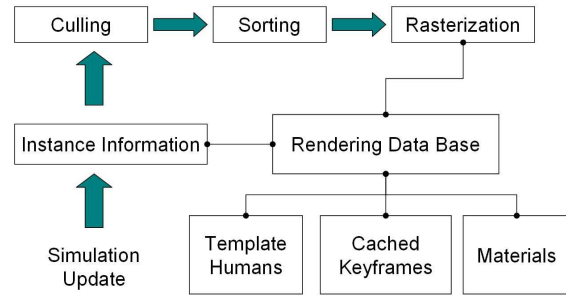 Culling
Sorting
Rasterization
Instance Information
Rendering Data Base
Simulation
Update
Template
Humans
Cached
Keyframes
Materials